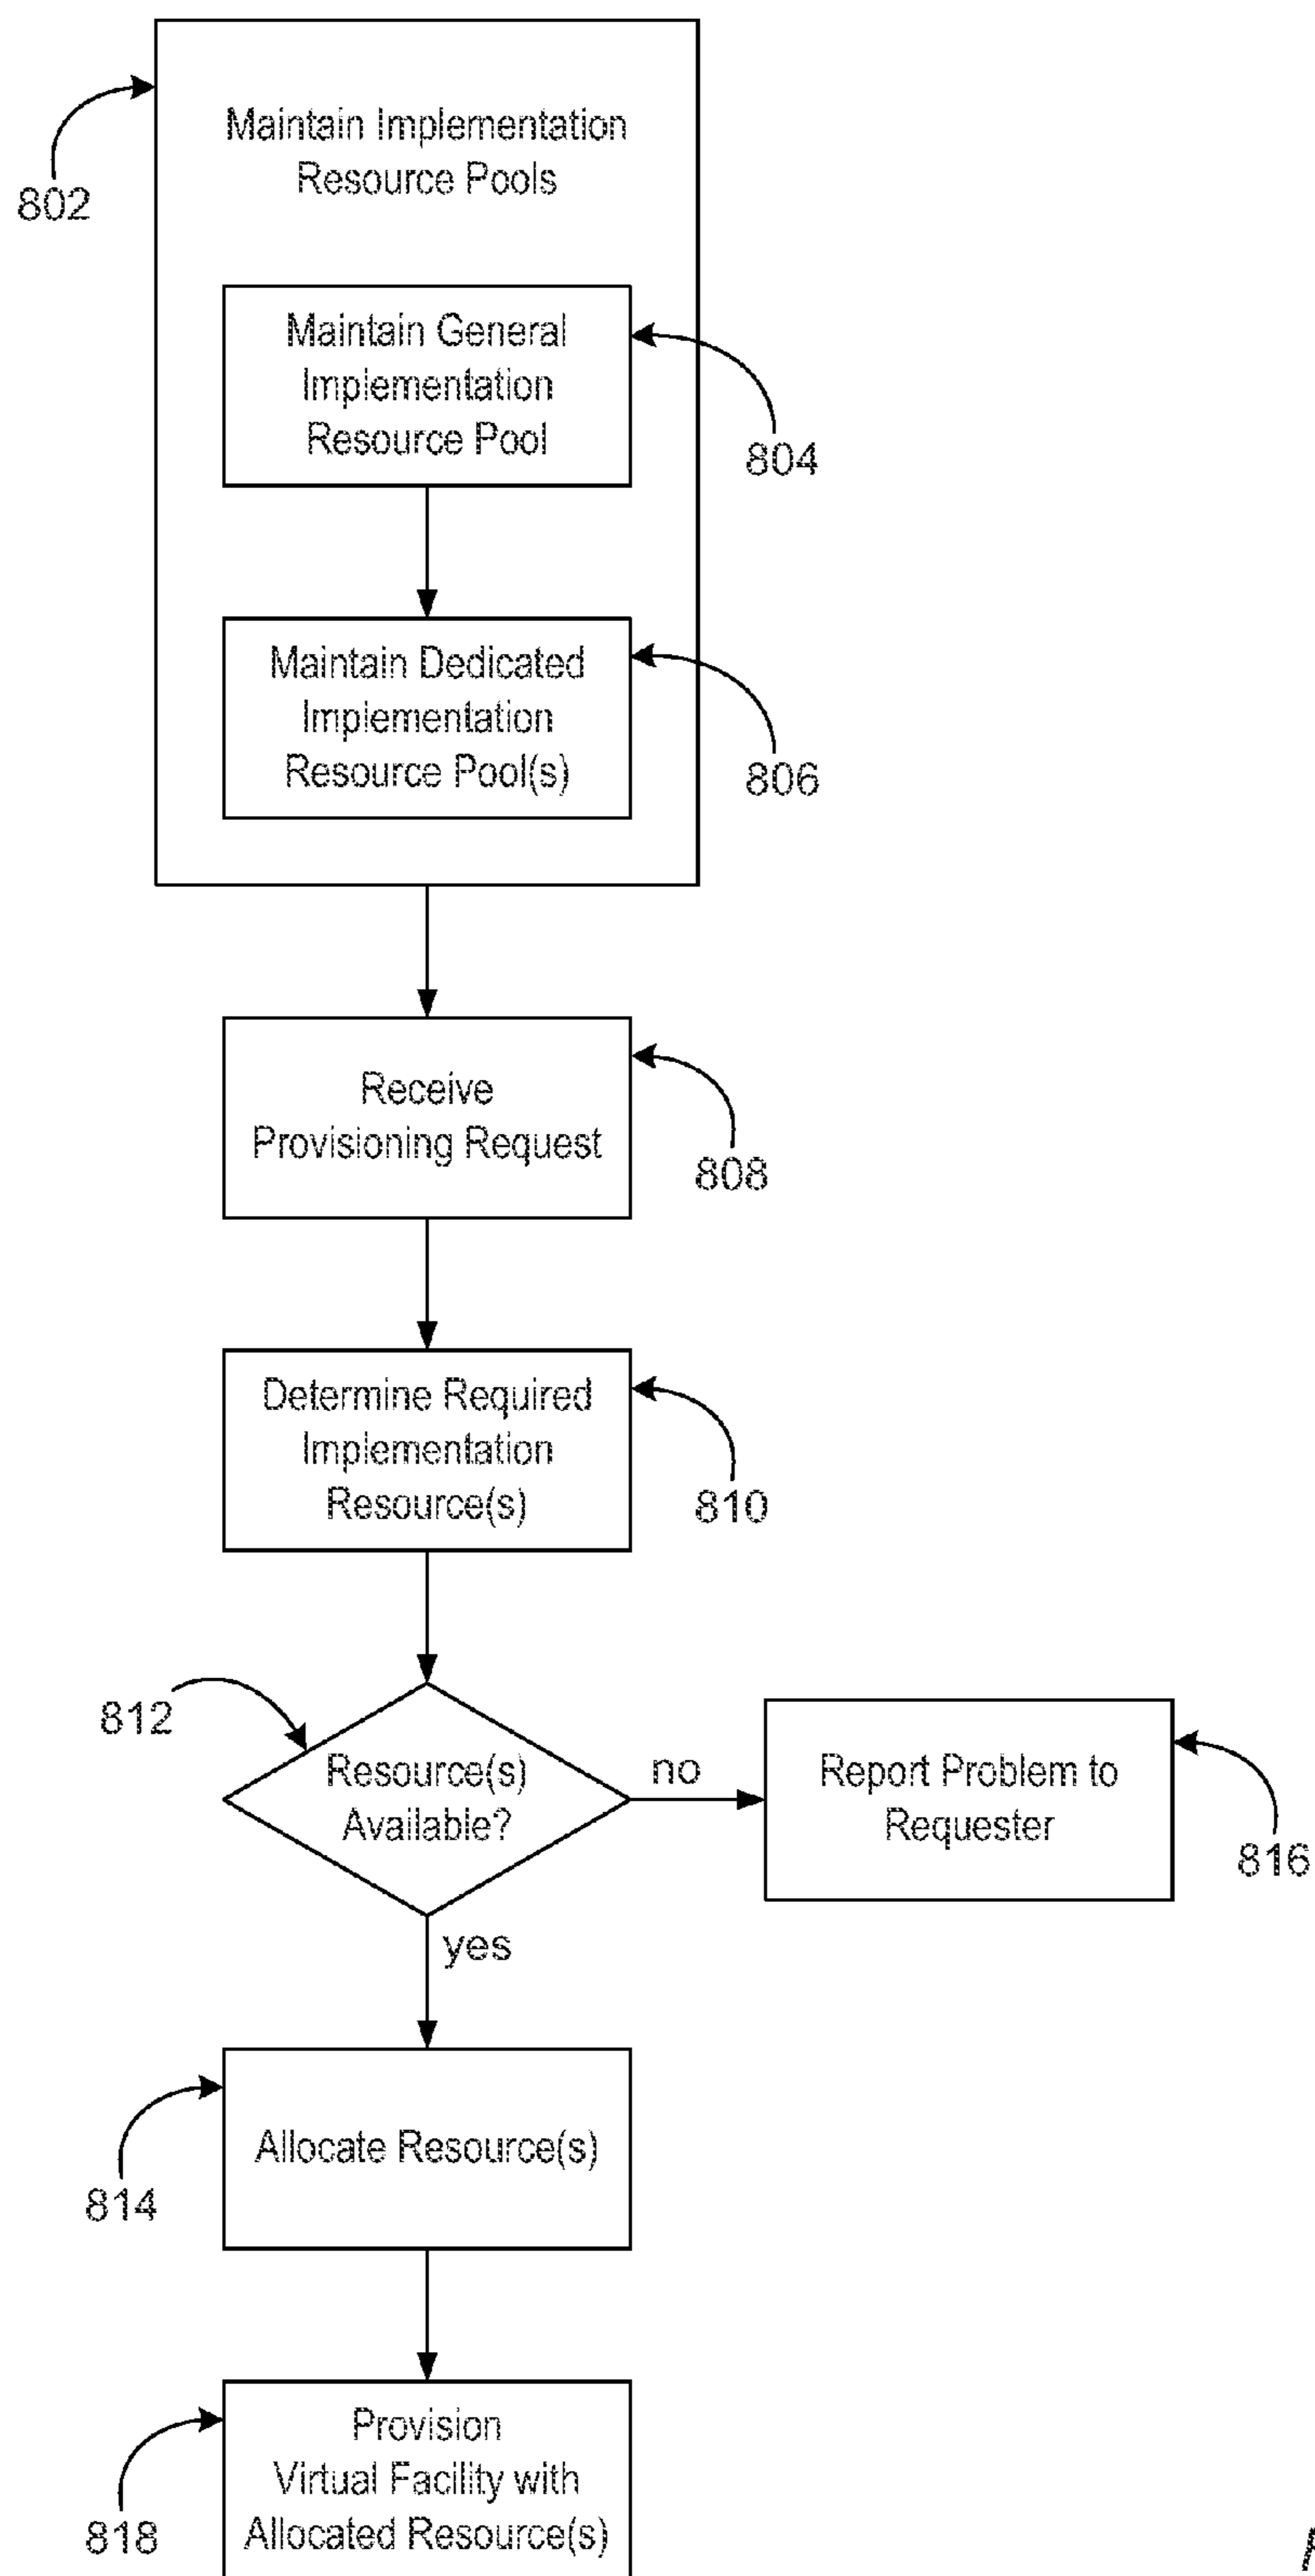 Maintain Implementation
Resource Pools
802
Maintain General
Implementation
Resource Pool
804
Maintain Dedicated
Implementation
Resource Pool(s)
806
Receive
Provisioning Request
808
Determine Required
Implementation
Resource(s)
810
812
Resource(s)
Available?
no
Report Problem to
Requester
816
yes
Allocate Resource(s)
814
Provision
Virtual Facility with
Allocated Resource(s)
818